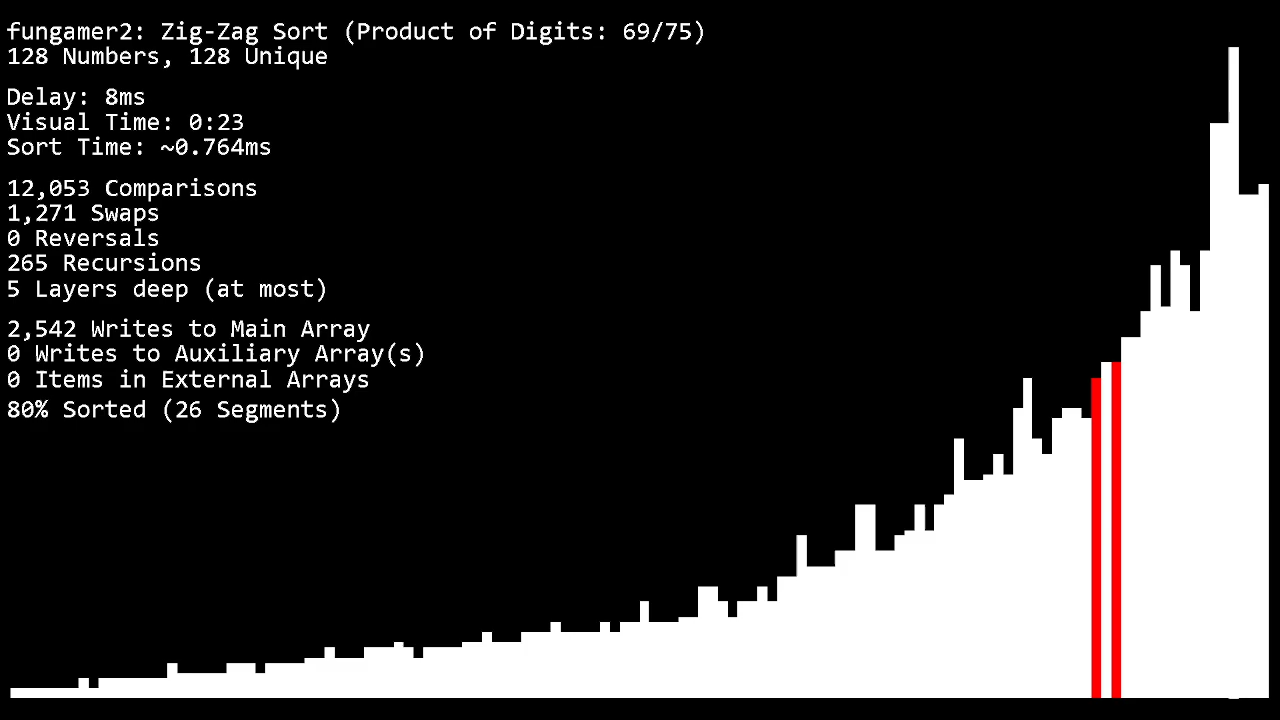 fungamer2: Zig-Zag Sort (Product of Digits: 69/75)
128 Numbers, 128 Unique
Delay: 8ms
Visual Time: 0:23
Sort Time: ~0.764ms
12,053 Comparisons
1,271 Swaps
0 Reversals
265 Recursions
5 Layers deep (at most)
2,542 Writes to Main Array
0 Writes to Auxiliary Array(s)
0 Items in External Arrays
80% Sorted (26 Segments)